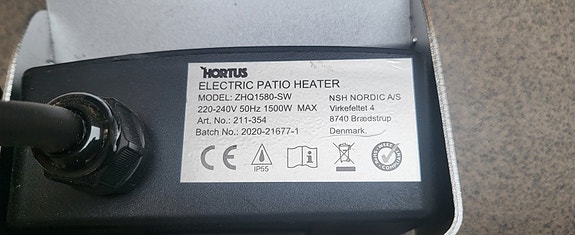 HORTUS
ELECTRIC PATIO HEATER
MODEL: ZHQ1580-SW
220-240V 50Hz 1500W MAX
Art. No.: 211-354
Batch No.: 2020-21677-1
NSH NORDIC A/S
Virkefeltet 4
8740 Brædstrup
Denmark.
CE
IP55